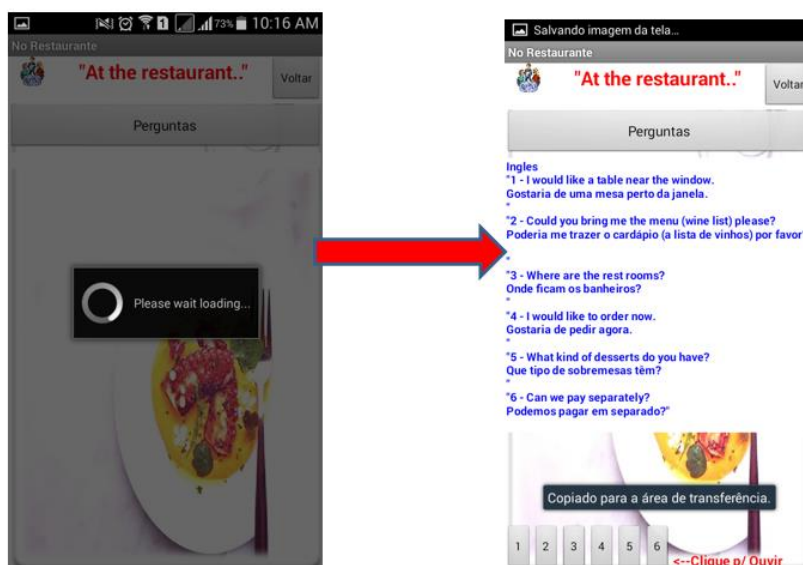 1 73% 10:16 AM
No Restaurante
"At the restaurant.."
Voltar
Perguntas
Please wait loading...
Salvando imagem da tela...
No Restaurante
"At the restaurant.."
Voltar
Perguntas
Ingles
"1 - I would like a table near the window.
Gostaria de uma mesa perto da janela.
"
"2 - Could you bring me the menu (wine list) please?
Poderia me trazer o cardápio (a lista de vinhos) por favor"
"
"3 - Where are the rest rooms?
Onde ficam os banheiros?
"
"4 - I would like to order now.
Gostaria de pedir agora.
"
"5 - What kind of desserts do you have?
Que tipo de sobremesas têm?
"
"6 - Can we pay separately?
Podemos pagar em separado?"
Copiado para a área de transferência.
1 2 3 4 5 6
<--Clique p/ Ouvir